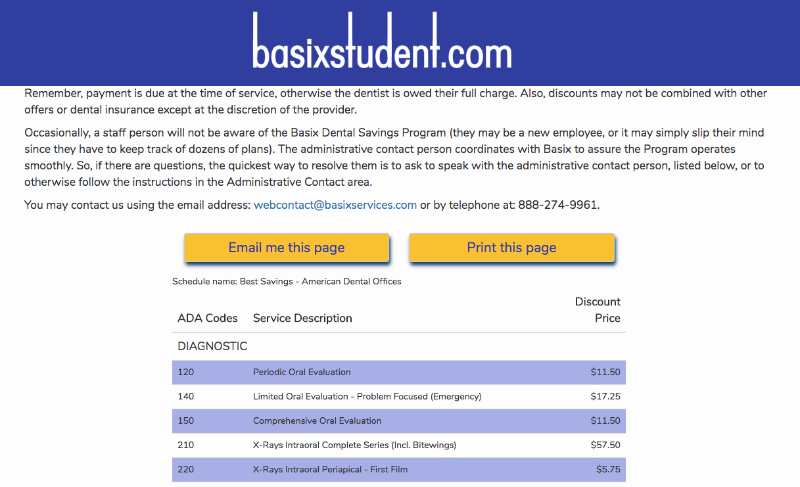 basixstudent.com
Remember, payment is due at the time of service, otherwise the dentist is owed their full charge. Also, discounts may not be combined with other
offers or dental insurance except at the discretion of the provider.
Occasionally, a staff person will not be aware of the Basix Dental Savings Program (they may be a new employee, or it may simply slip their mind
since they have to keep track of dozens of plans). The administrative contact person coordinates with Basix to assure the Program operates
smoothly. So, if there are questions, the quickest way to resolve them is to ask to speak with the administrative contact person, listed below, or to
otherwise follow the instructions in the Administrative Contact area.
You may contact us using the email address: webcontact@basixservices.com or by telephone at: 888-274-9961.
Email me this page Print this page
Schedule name: Best Savings - American Dental Offices
Discount
ADA Codes Service Description Price
DIAGNOSTIC
120 Periodic Oral Evaluation $11.50
140 Limited Oral Evaluation - Problem Focused (Emergency) $17.25
150 Comprehensive Oral Evaluation $11.50
210 X-Rays Intraoral Complete Series (Incl. Bitewings) $57.50
220 X-Rays Intraoral Periapical - First Film $5.75